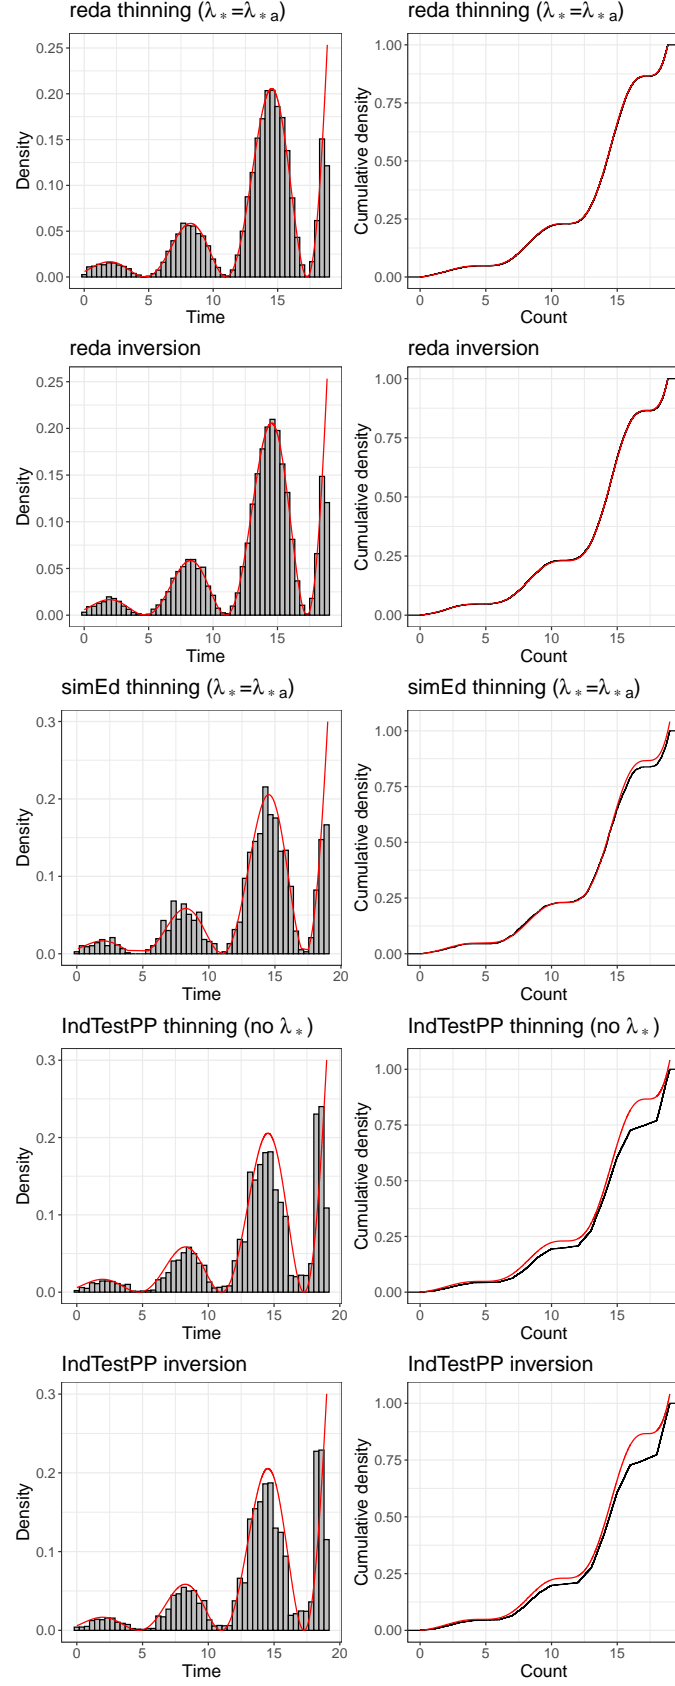 reda thinning (λ*=λ*a)
0.25
0.20
0.15
0.10
0.05
0.00
Density
0 5 10 15
Time
reda thinning (λ*=λ*a)
1.00
0.75
0.50
0.25
0.00
Cumulative density
0 5 10 15
Count
reda inversion
0.25
0.20
0.15
0.10
0.05
0.00
Density
0 5 10 15
Time
reda inversion
1.00
0.75
0.50
0.25
0.00
Cumulative density
0 5 10 15
Count
simEd thinning (λ*=λ*a)
0.3
0.2
0.1
0.0
Density
0 5 10 15 20
Time
simEd thinning (λ*=λ*a)
1.00
0.75
0.50
0.25
0.00
Cumulative density
0 5 10 15
Count
IndTestPP thinning (no λ*)
0.3
0.2
0.1
0.0
Density
0 5 10 15 20
Time
IndTestPP thinning (no λ*)
1.00
0.75
0.50
0.25
0.00
Cumulative density
0 5 10 15
Count
IndTestPP inversion
0.3
0.2
0.1
0.0
Density
0 5 10 15 20
Time
IndTestPP inversion
1.00
0.75
0.50
0.25
0.00
Cumulative density
0 5 10 15
Count